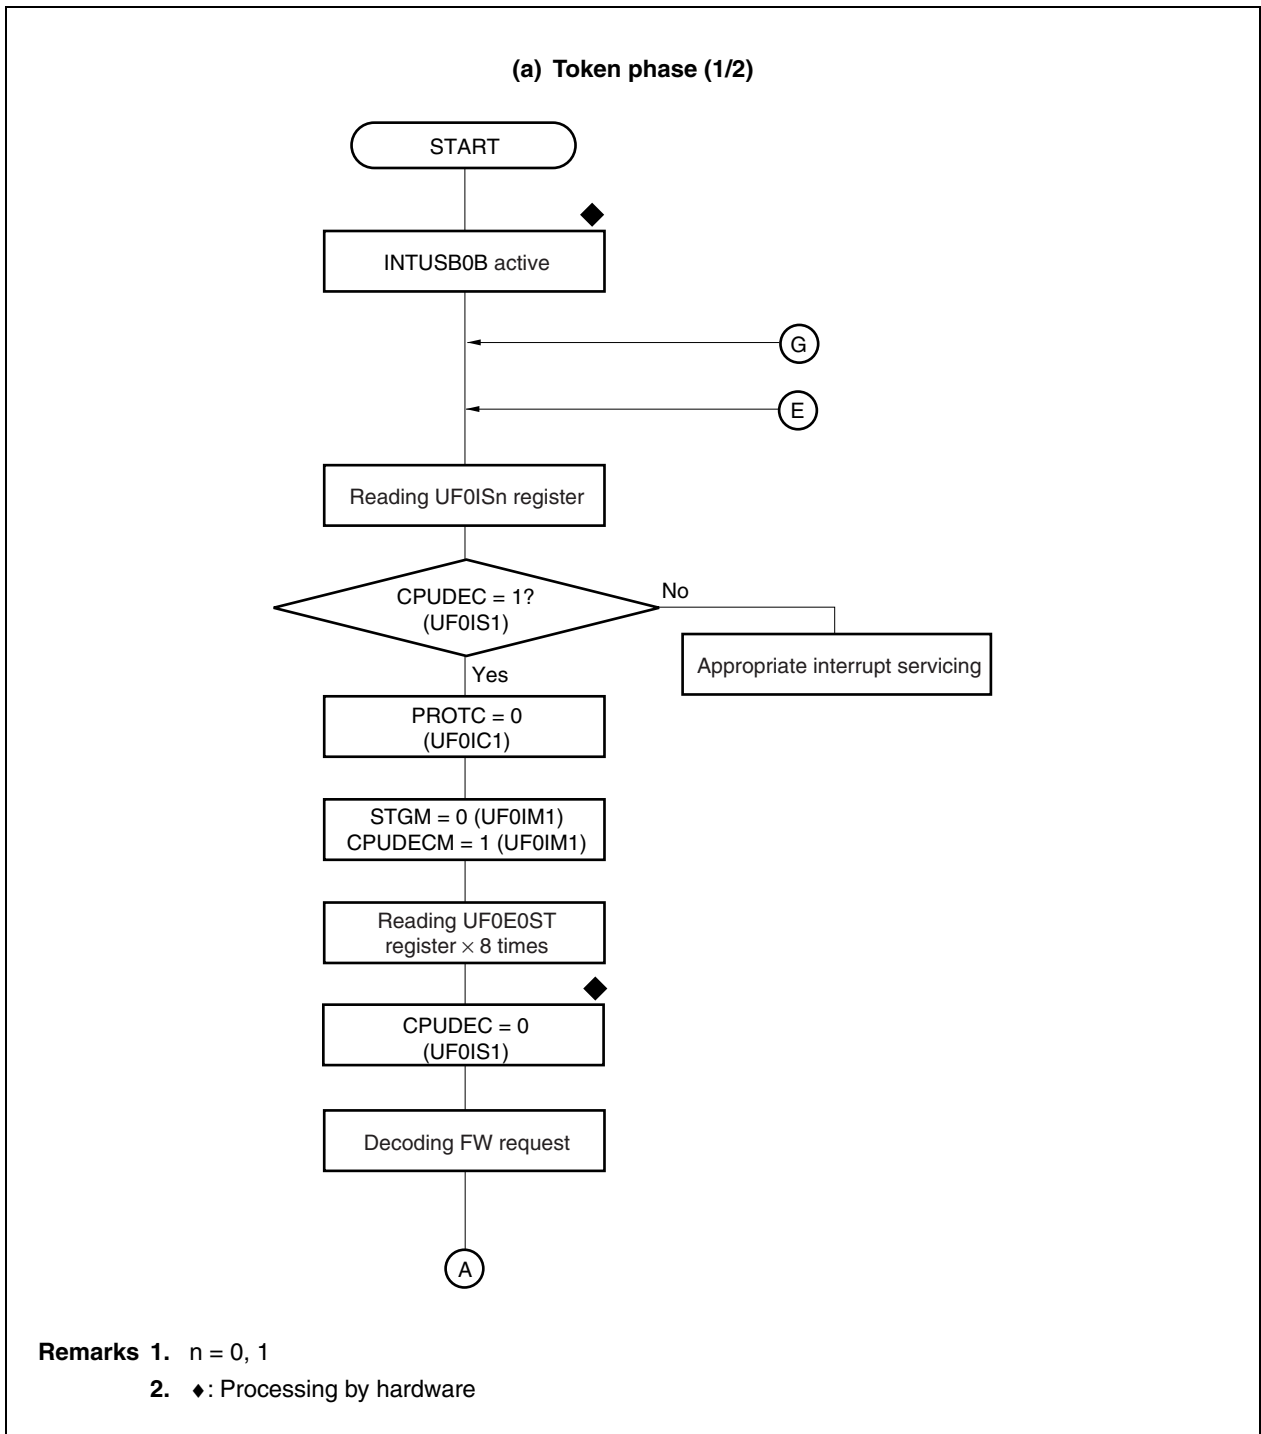 (a) Token phase (1/2)
START
INTUSB0B active
G
E
Reading UF0ISn register
CPUDEC = 1?
(UF0IS1)
No
Appropriate interrupt servicing
Yes
PROTC = 0
(UF0IC1)
STGM = 0 (UF0IM1)
CPUDECM = 1 (UF0IM1)
Reading UF0E0ST
register × 8 times
CPUDEC = 0
(UF0IS1)
Decoding FW request
A
Remarks 1. n = 0, 1
2. ♦: Processing by hardware